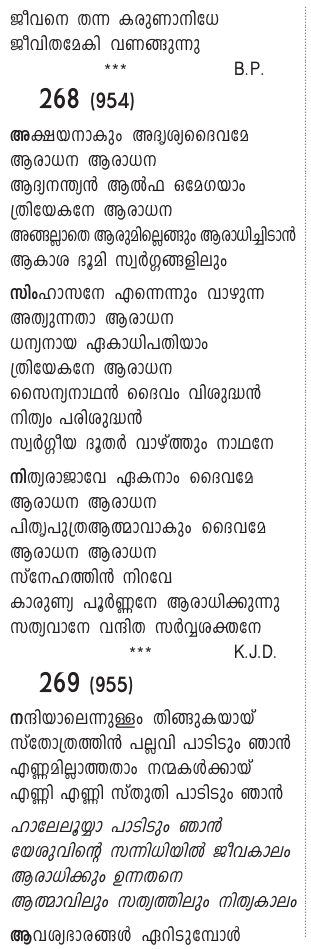 ജീവനെ തന്ന കരുണാനിധേ
ജീവിതമേകി വണങ്ങുന്നു
*** B.P.
268 (954)
അക്ഷയനാകും അദൃശ്യദൈവമേ
ആരാധന ആരാധന
ആദ്യനന്ത്യൻ ആൽഫ ഒമേഗയാം
ത്രിയേകനേ ആരാധന
അങ്ങല്ലാതെ ആരുമില്ലെങ്ങും ആരാധിച്ചിടാൻ
ആകാശ ഭൂമി സ്വർഗ്ഗങ്ങളിലും
സിംഹാസനേ എന്നെന്നും വാഴുന്ന
അത്യുന്നതാ ആരാധന
ധന്യനായ ഏകാധിപതിയാം
ത്രിയേകനേ ആരാധന
സൈന്യനാഥൻ ദൈവം വിശുദ്ധൻ
നിത്യം പരിശുദ്ധൻ
സ്വർഗ്ഗീയ ദൂതർ വാഴ്ത്തും നാഥനേ
നിത്യരാജാവേ ഏകനാം ദൈവമേ
ആരാധന ആരാധന
പിതൃപുത്രആത്മാവാകും ദൈവമേ
ആരാധന ആരാധന
സ്നേഹത്തിൻ നിറവേ
കാരുണ്യ പൂർണ്ണനേ ആരാധിക്കുന്നു
സത്യവാനേ വന്ദിത സർവ്വശക്തനേ
*** K.J.D.
269 (955)
നന്ദിയാലെന്നുള്ളം തിങ്ങുകയായ്
സ്തോത്രത്തിൻ പല്ലവി പാടിടും ഞാൻ
എണ്ണമില്ലാത്തതാം നന്മകൾക്കായ്
എണ്ണി എണ്ണി സ്തുതി പാടിടും ഞാൻ
ഹാലേലൂയ്യാ പാടിടും ഞാൻ
യേശുവിന്റെ സന്നിധിയിൽ ജീവകാലം
ആരാധിക്കും ഉന്നതനെ
ആത്മാവിലും സത്യത്തിലും നിത്യകാലം
ആവശ്യഭാരങ്ങൾ ഏറിടുമ്പോൾ